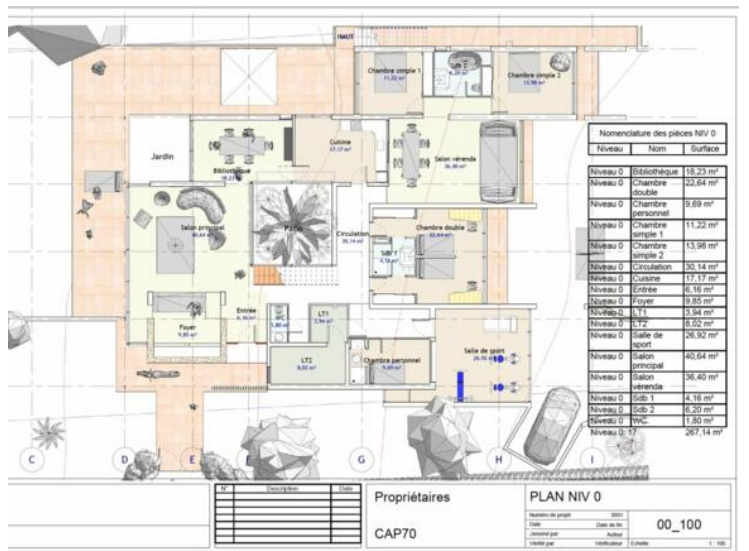 HAUT
Chambre simple 1
11,22 m²
6,20 m²
Chambre simple 2
13,98 m²
Cuisine
17,17 m²
Jardin
Bibliothèque
18,23 m²
Salon vérenda
36,40 m²
Salon principal
40,64 m²
Patio
Circulation
30,14 m²
Chambre double
22,64 m²
Sdb 1
4,16 m²
Entrée
6,16 m²
1,80 m²
LT1
3,94 m²
Foyer
9,85 m²
LT2
8,02 m²
Chambre personnel
9,69 m²
Salle de sport
26,92 m²
Nomenclature des pièces NIV 0
Niveau Nom Surface
Niveau 0 Bibliothèque 18,23 m²
Niveau 0 Chambre double 22,64 m²
Niveau 0 Chambre personnel 9,69 m²
Niveau 0 Chambre simple 1 11,22 m²
Niveau 0 Chambre simple 2 13,98 m²
Niveau 0 Circulation 30,14 m²
Niveau 0 Cuisine 17,17 m²
Niveau 0 Entrée 6,16 m²
Niveau 0 Foyer 9,85 m²
Niveau 0 LT1 3,94 m²
Niveau 0 LT2 8,02 m²
Niveau 0 Salle de sport 26,92 m²
Niveau 0 Salon principal 40,64 m²
Niveau 0 Salon vérenda 36,40 m²
Niveau 0 Sdb 1 4,16 m²
Niveau 0 Sdb 2 6,20 m²
Niveau 0 WC 1,80 m²
Niveau 0: 17 267,14 m²
C D E F G H I
N° Description Date
Propriétaires
CAP70
PLAN NIV 0
Numéro de projet 0001
Date
Dessiné par Auteur
Vérifié par Vérificateur
00_100
Echelle 1 : 100